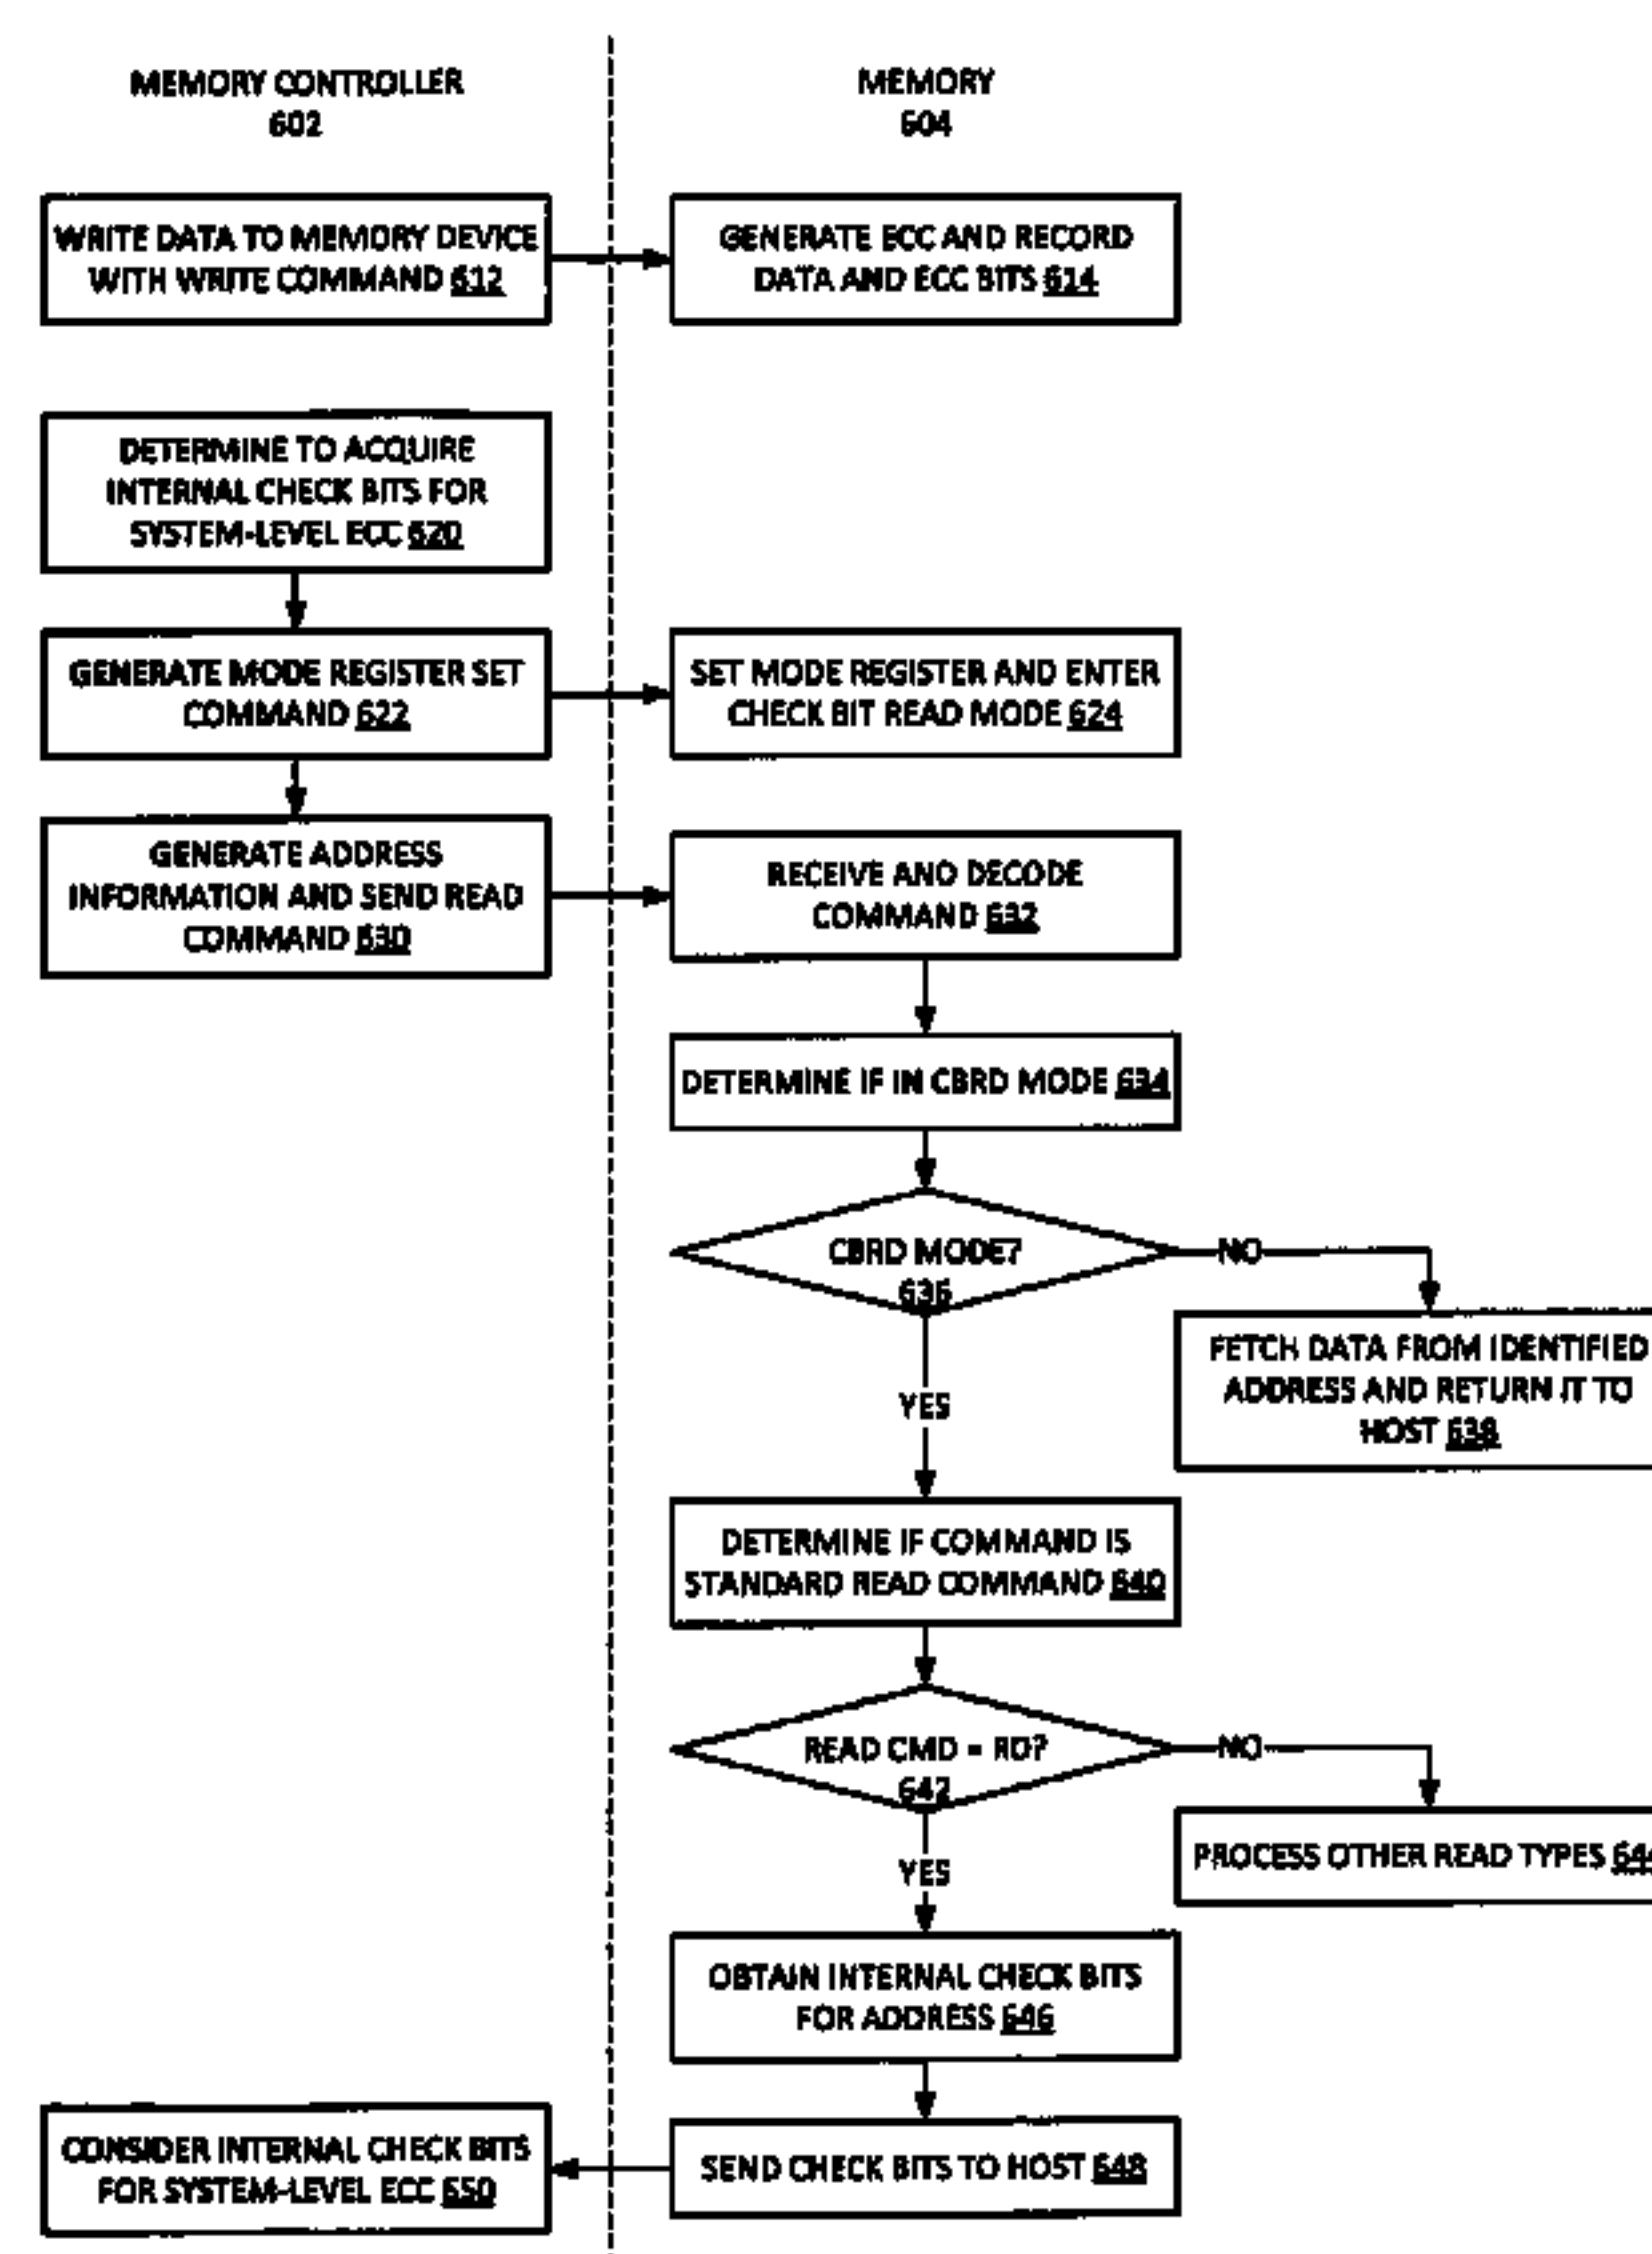 MEMORY CONTROLLER
602
MEMORY
604
WRITE DATA TO MEMORY DEVICE
WITH WRITE COMMAND 612
GENERATE ECC AND RECORD
DATA AND ECC BITS 614
DETERMINE TO ACQUIRE
INTERNAL CHECK BITS FOR
SYSTEM-LEVEL ECC 620
GENERATE MODE REGISTER SET
COMMAND 622
SET MODE REGISTER AND ENTER
CHECK BIT READ MODE 624
GENERATE ADDRESS
INFORMATION AND SEND READ
COMMAND 630
RECEIVE AND DECODE
COMMAND 632
DETERMINE IF IN CBRD MODE 634
CBRD MODE?
636
NO
YES
FETCH DATA FROM IDENTIFIED
ADDRESS AND RETURN IT TO
HOST 638
DETERMINE IF COMMAND IS
STANDARD READ COMMAND 640
READ CMD = RD?
642
NO
YES
PROCESS OTHER READ TYPES 644
OBTAIN INTERNAL CHECK BITS
FOR ADDRESS 646
SEND CHECK BITS TO HOST 648
CONSIDER INTERNAL CHECK BITS
FOR SYSTEM-LEVEL ECC 650